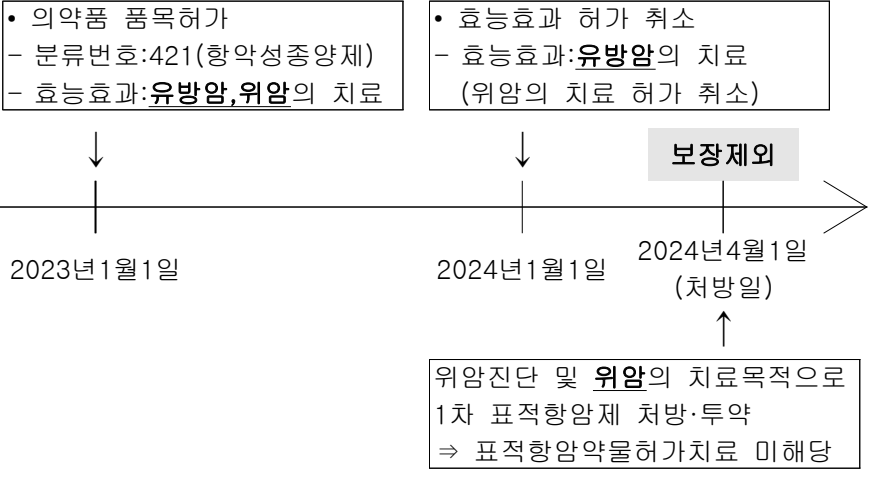 • 의약품 품목허가
- 분류번호:421(항악성종양제)
- 효능효과:유방암,위암의 치료
• 효능효과 허가 취소
- 효능효과:유방암의 치료
(위암의 치료 허가 취소)
↓
↓
보장제외
2023년1월1일
2024년1월1일
2024년4월1일
(처방일)
↑
위암진단 및 위암의 치료목적으로
1차 표적항암제 처방·투약
⇒ 표적항암약물허가치료 미해당